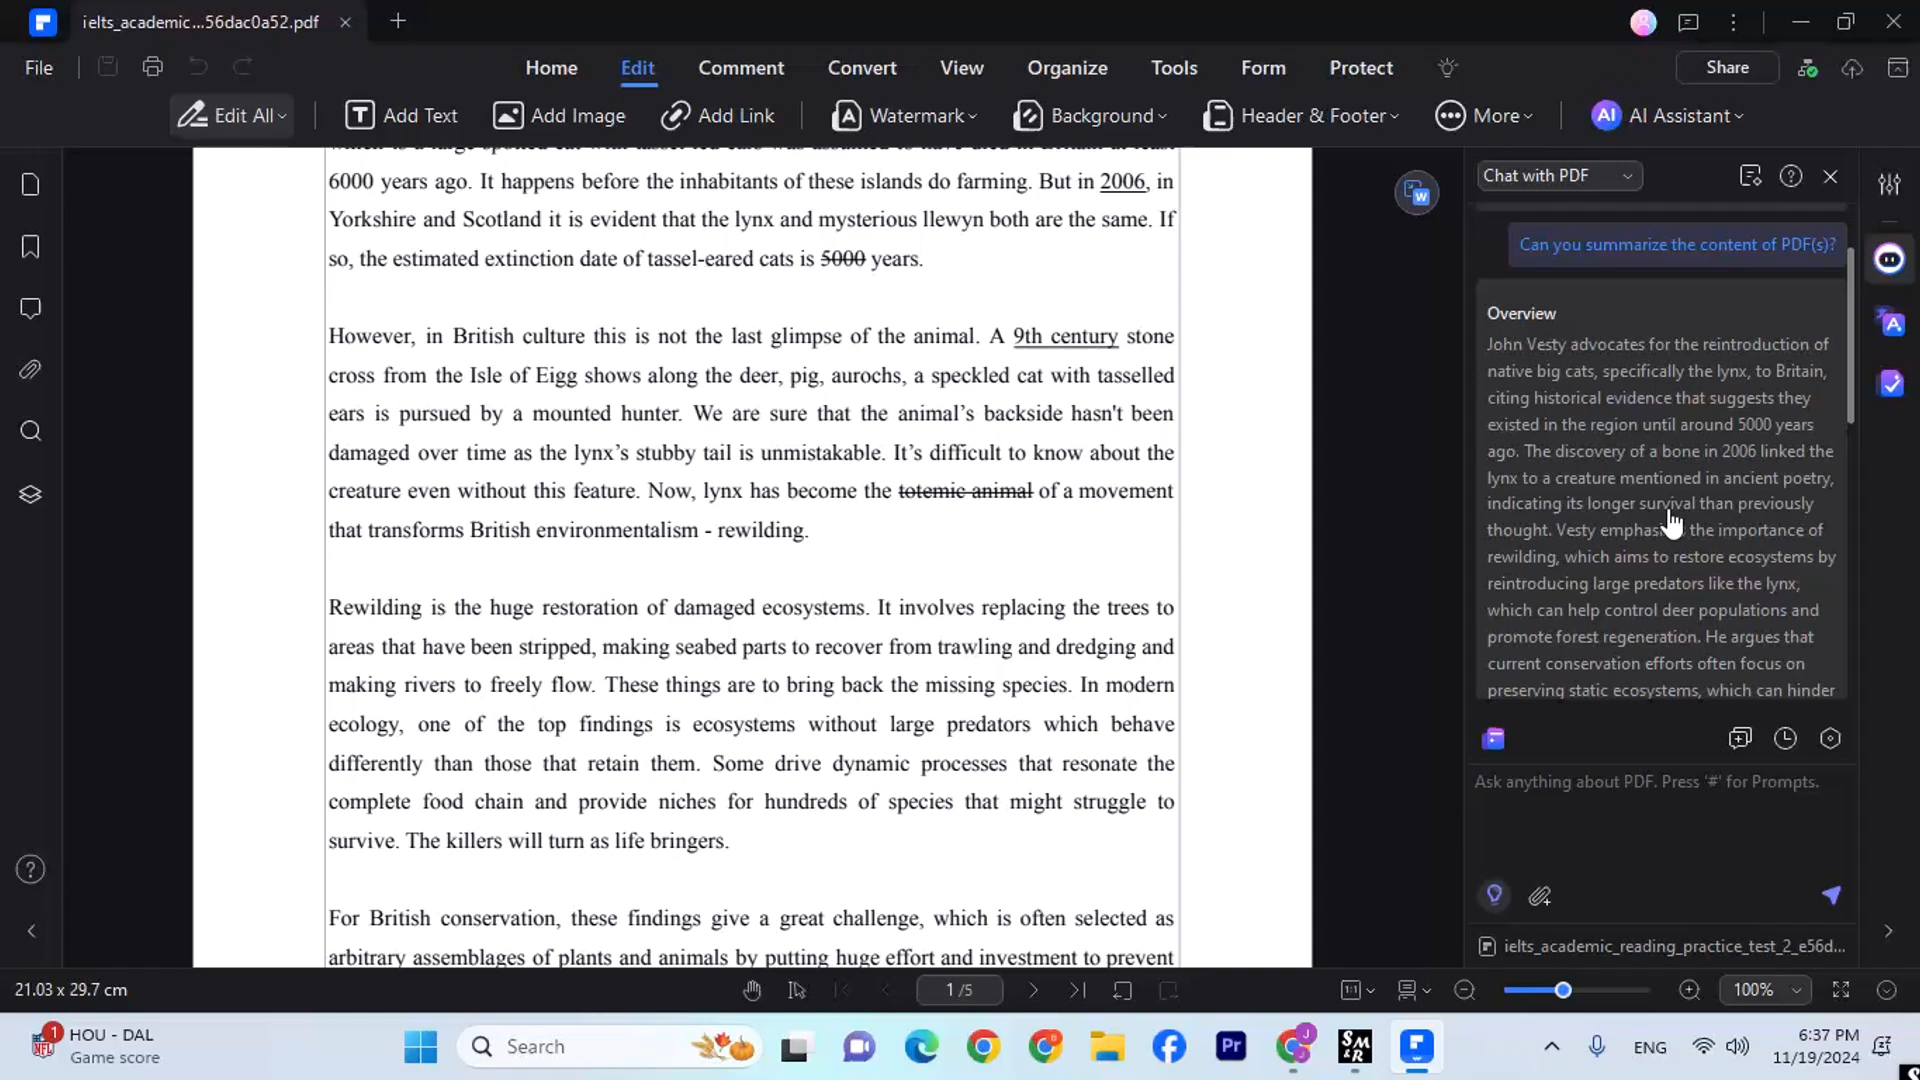 ielts_academic...56dac0a52.pdf
File
Home
Edit
Comment
Convert
View
Organize
Tools
Form
Protect
Share
Edit All
Add Text
Add Image
Add Link
Watermark
Background
Header & Footer
More
AI
AI Assistant
6000 years ago. It happens before the inhabitants of these islands do farming. But in 2006, in
Yorkshire and Scotland it is evident that the lynx and mysterious llewyn both are the same. If
so, the estimated extinction date of tassel-eared cats is 5000 years.
However, in British culture this is not the last glimpse of the animal. A 9th century stone
cross from the Isle of Eigg shows along the deer, pig, aurochs, a speckled cat with tasselled
ears is pursued by a mounted hunter. We are sure that the animal's backside hasn't been
damaged over time as the lynx's stubby tail is unmistakable. It's difficult to know about the
creature even without this feature. Now, lynx has become the totemic animal of a movement
that transforms British environmentalism - rewilding.
Rewilding is the huge restoration of damaged ecosystems. It involves replacing the trees to
areas that have been stripped, making seabed parts to recover from trawling and dredging and
making rivers to freely flow. These things are to bring back the missing species. In modern
ecology, one of the top findings is ecosystems without large predators which behave
differently than those that retain them. Some drive dynamic processes that resonate the
complete food chain and provide niches for hundreds of species that might struggle to
survive. The killers will turn as life bringers.
For British conservation, these findings give a great challenge, which is often selected as
arbitrary assemblages of plants and animals by putting huge effort and investment to prevent
Chat with PDF
Can you summarize the content of PDF(s)?
Overview
John Vesty advocates for the reintroduction of
native big cats, specifically the lynx, to Britain,
citing historical evidence that suggests they
existed in the region until around 5000 years
ago. The discovery of a bone in 2006 linked the
lynx to a creature mentioned in ancient poetry,
indicating its longer survival than previously
thought. Vesty the importance of
rewilding, which aims to restore ecosystems by
reintroducing large predators like the lynx,
which can help control deer populations and
promote forest regeneration. He argues that
current conservation efforts often focus on
preserving static ecosystems, which can hinder
Ask anything about PDF. Press '#' for Prompts.
ielts_academic_reading_practice_test_2_e56d...
21.03 x 29.7 cm
1 /5
1:1
100%
1
HOU - DAL
Game score
Search
Pr
SM
&R
ENG
6:37 PM
11/19/2024